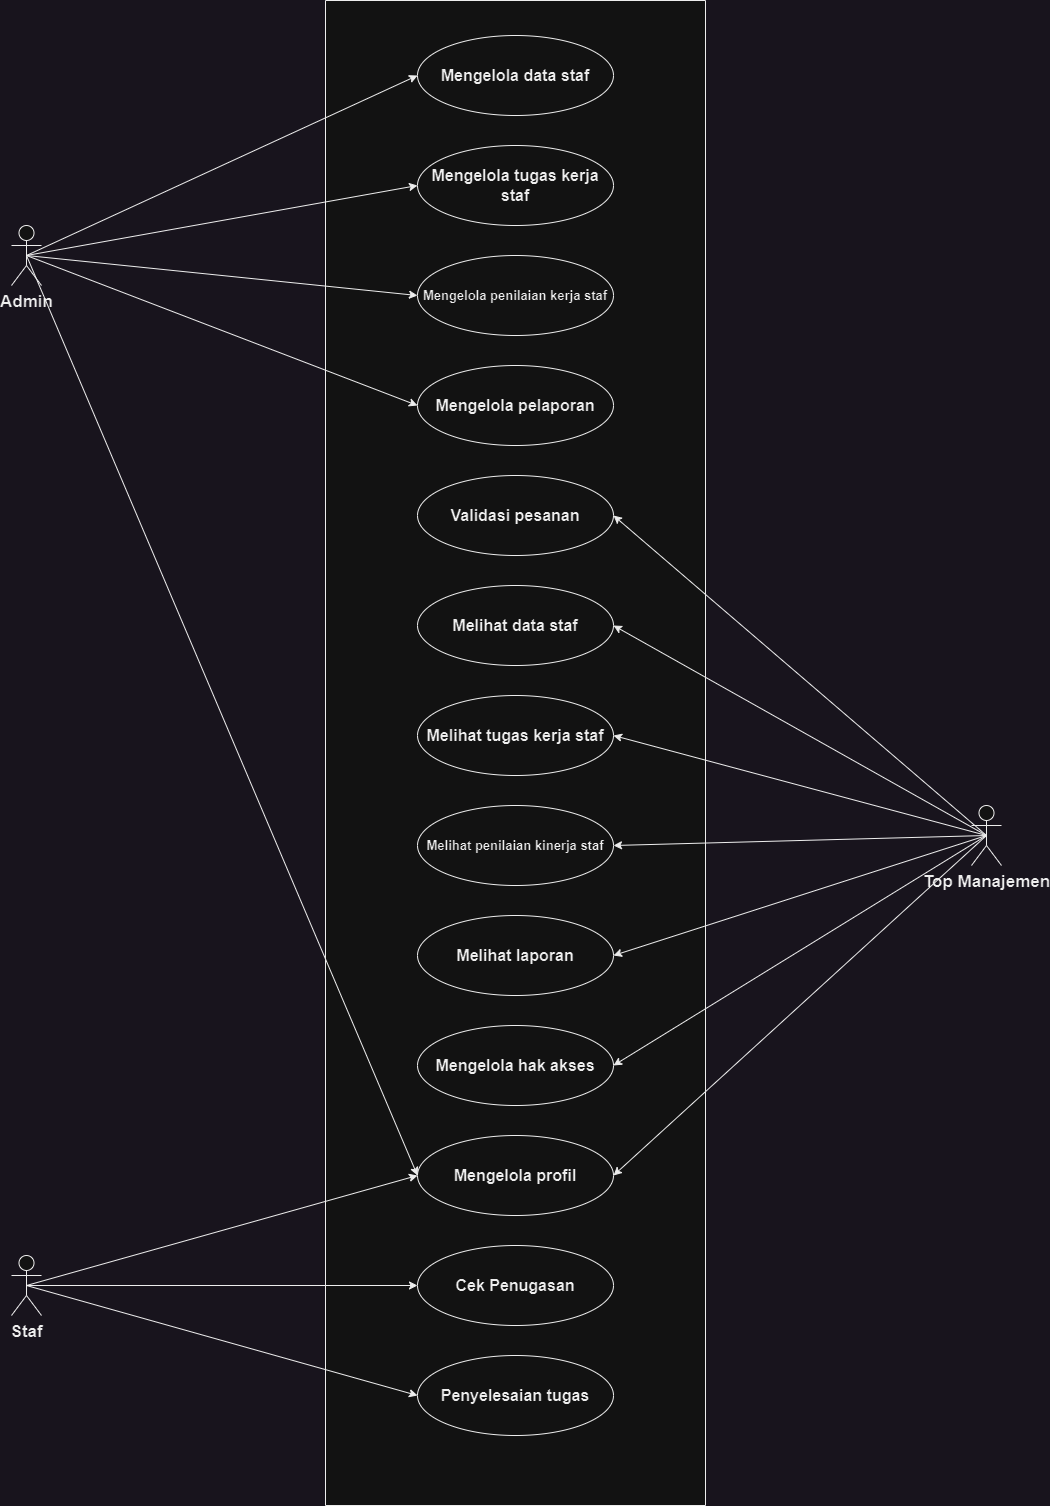 Mengelola data staf
Mengelola tugas kerja
staf
Admin
Mengelola penilaian kerja staf
Mengelola pelaporan
Validasi pesanan
Melihat data staf
Melihat tugas kerja staf
Melihat penilaian kinerja staf
Top Manajemen
Melihat laporan
Mengelola hak akses
Mengelola profil
Cek Penugasan
Staf
Penyelesaian tugas